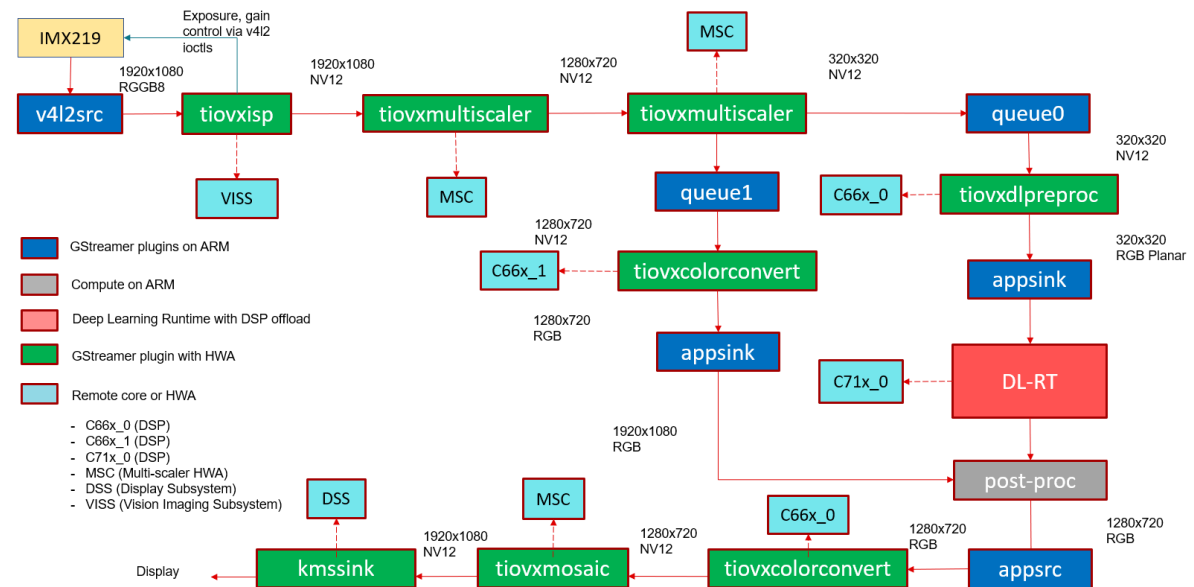 Exposure, gain
control via v4l2
ioctls
IMX219
MSC
1920x1080
RGGB8
1920x1080
NV12
1280x720
NV12
320x320
NV12
v4l2src
tiovxisp
tiovxmultiscaler
tiovxmultiscaler
queue0
320x320
NV12
VISS
MSC
queue1
C66x_0
tiovxdlpreproc
1280x720
NV12
320x320
RGB Planar
GStreamer plugins on ARM
C66x_1
tiovxcolorconvert
appsink
Compute on ARM
1280x720
RGB
Deep Learning Runtime with DSP offload
appsink
GStreamer plugin with HWA
C71x_0
DL-RT
Remote core or HWA
- C66x_0 (DSP)
- C66x_1 (DSP)
- C71x_0 (DSP)
- MSC (Multi-scaler HWA)
- DSS (Display Subsystem)
- VISS (Vision Imaging Subsystem)
1920x1080
RGB
post-proc
DSS
MSC
C66x_0
1920x1080
NV12
1280x720
NV12
1280x720
RGB
1280x720
RGB
Display
kmssink
tiovxmosaic
tiovxcolorconvert
appsrc